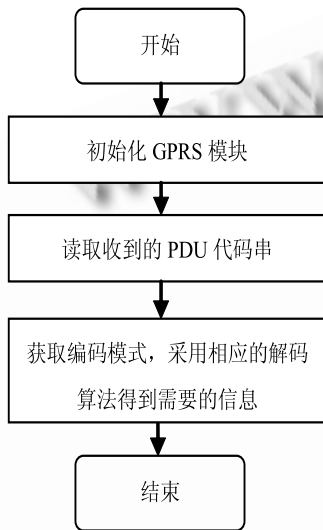 开始
初始化 GPRS 模块
读取收到的 PDU 代码串
获取编码模式，采用相应的解码
算法得到需要的信息
结束